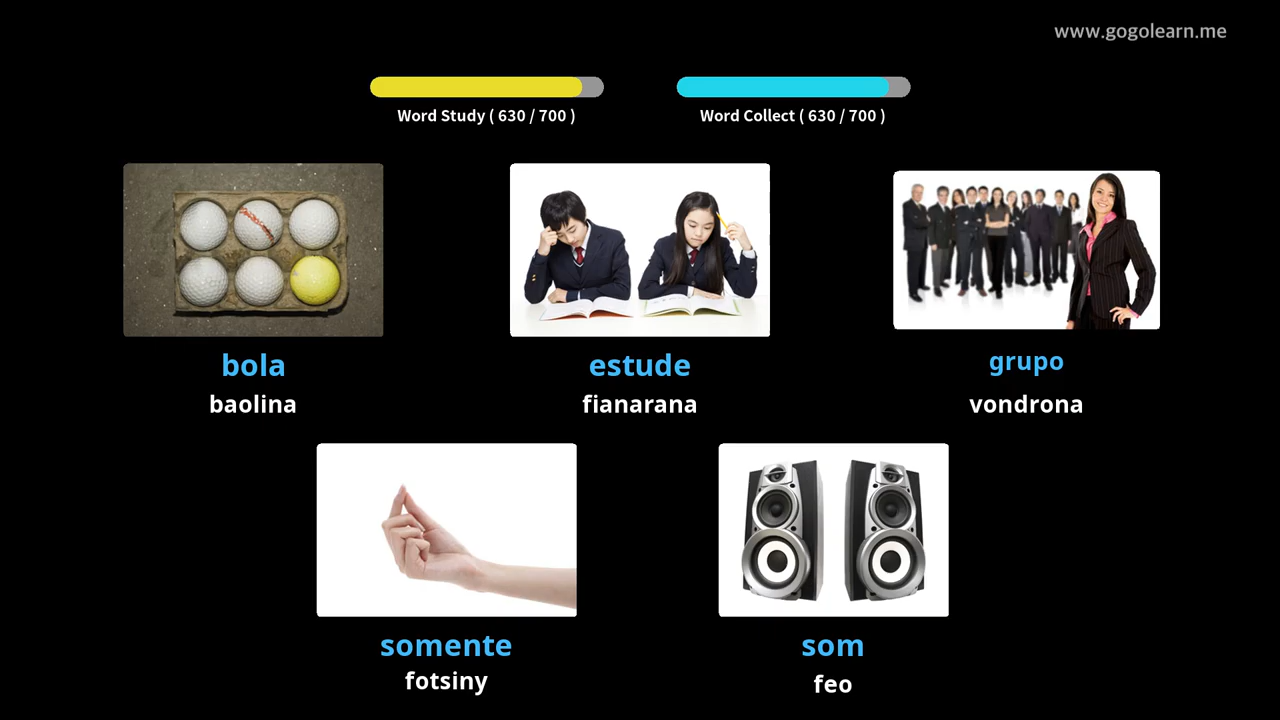 www.gogolearn.me
Word Study ( 630 / 700 )
Word Collect ( 630 / 700 )
bola
baolina
estude
fianarana
grupo
vondrona
somente
fotsiny
som
feo